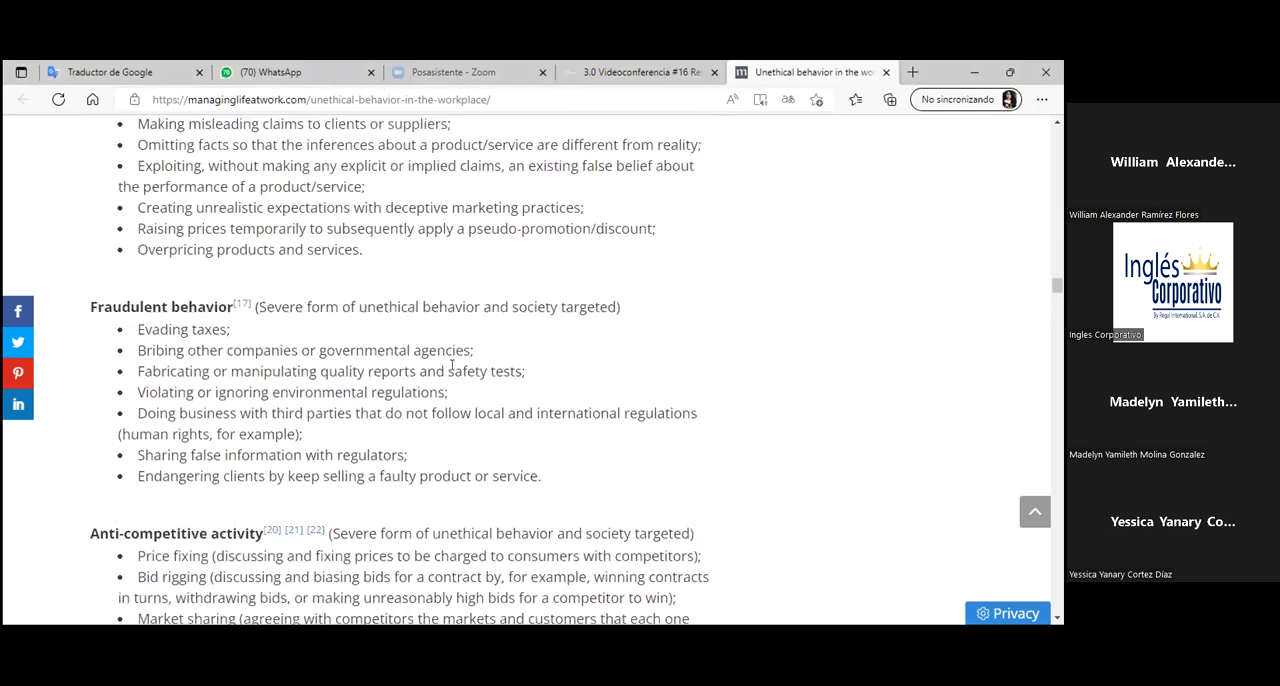 Traductor de Google
(70) WhatsApp
Posasistente - Zoom
3.0 Videoconferencia #16 Re
Unethical behavior in the wo
https://managinglifeatwork.com/unethical-behavior-in-the-workplace/
No sincronizando
• Making misleading claims to clients or suppliers;
• Omitting facts so that the inferences about a product/service are different from reality;
• Exploiting, without making any explicit or implied claims, an existing false belief about
the performance of a product/service;
• Creating unrealistic expectations with deceptive marketing practices;
• Raising prices temporarily to subsequently apply a pseudo-promotion/discount;
• Overpricing products and services.
Fraudulent behavior[17] (Severe form of unethical behavior and society targeted)
• Evading taxes;
• Bribing other companies or governmental agencies;
• Fabricating or manipulating quality reports and safety tests;
• Violating or ignoring environmental regulations;
• Doing business with third parties that do not follow local and international regulations
(human rights, for example);
• Sharing false information with regulators;
• Endangering clients by keep selling a faulty product or service.
Anti-competitive activity[20] [21] [22] (Severe form of unethical behavior and society targeted)
• Price fixing (discussing and fixing prices to be charged to consumers with competitors);
• Bid rigging (discussing and biasing bids for a contract by, for example, winning contracts
in turns, withdrawing bids, or making unreasonably high bids for a competitor to win);
• Market sharing (agreeing with competitors the markets and customers that each one
Privacy
William Alexande...
William Alexander Ramírez Flores
Inglés
Corporativo
By Regal International, S.A. de C.V.
Ingles Corporativo
Madelyn Yamileth...
Madelyn Yamileth Molina Gonzalez
Yessica Yanary Co...
Yessica Yanary Cortez Díaz